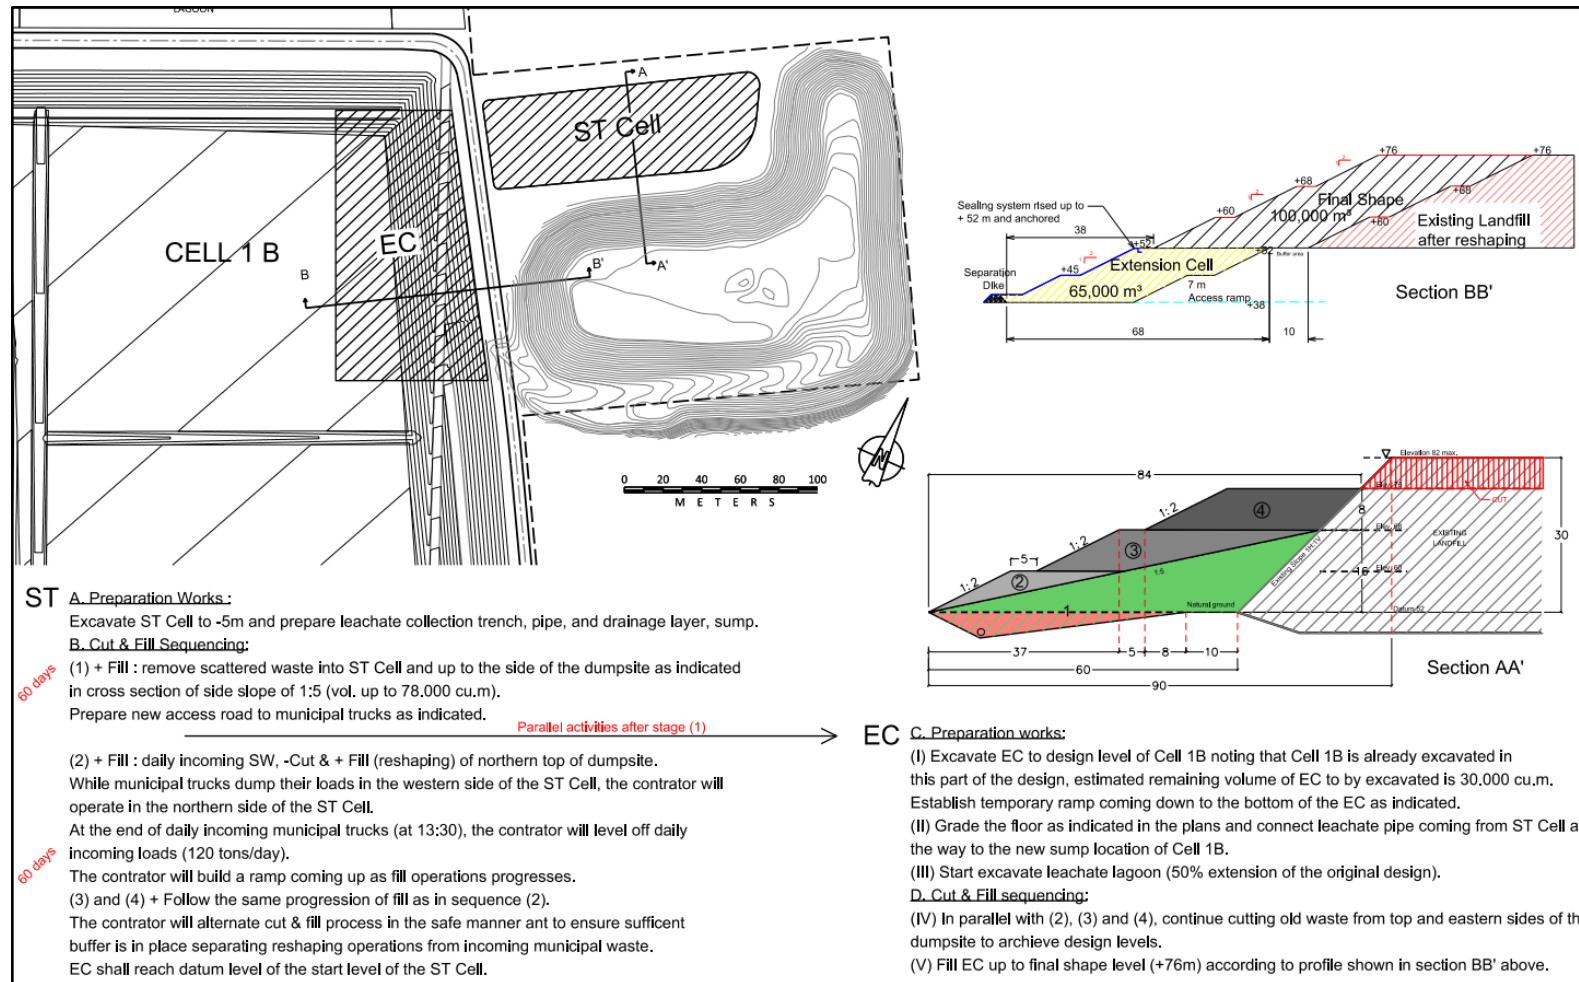 LAGOON
A
ST Cell
CELL 1 B
EC
B
B'
A'
0 20 40 60 80 100
M E T E R S
+76
+76
+68
Final Shape
100,000 m³
+68
+60
+60
Sealing system rised up to
+ 52 m and anchored
38
+52
+52
Existing Landfill
after reshaping
Buffer area
Extension Cell
+45
65,000 m³
7 m
Access ramp
+38
Separation
Dike
68
10
Section BB'
Elevation 82 max.
84
CUT
8
1: 2
4
Elev. 68
EXISTING
LANDFILL
30
1: 2
3
Existing Slope 1H:1V
5
1: 2
2
1:5
16
Elev. 60
1
Natural ground
Datum 52
37
5
8
10
60
90
Section AA'
ST A. Preparation Works :
Excavate ST Cell to -5m and prepare leachate collection trench, pipe, and drainage layer, sump.
B. Cut & Fill Sequencing:
60 days
(1) + Fill : remove scattered waste into ST Cell and up to the side of the dumpsite as indicated
in cross section of side slope of 1:5 (vol. up to 78.000 cu.m).
Prepare new access road to municipal trucks as indicated.
Parallel activities after stage (1)
(2) + Fill : daily incoming SW, -Cut & + Fill (reshaping) of northern top of dumpsite.
While municipal trucks dump their loads in the western side of the ST Cell, the contrator will
operate in the northern side of the ST Cell.
At the end of daily incoming municipal trucks (at 13:30), the contrator will level off daily
incoming loads (120 tons/day).
60 days
The contrator will build a ramp coming up as fill operations progresses.
(3) and (4) + Follow the same progression of fill as in sequence (2).
The contrator will alternate cut & fill process in the safe manner ant to ensure sufficent
buffer is in place separating reshaping operations from incoming municipal waste.
EC shall reach datum level of the start level of the ST Cell.
EC C. Preparation works:
(I) Excavate EC to design level of Cell 1B noting that Cell 1B is already excavated in
this part of the design, estimated remaining volume of EC to by excavated is 30.000 cu.m.
Establish temporary ramp coming down to the bottom of the EC as indicated.
(II) Grade the floor as indicated in the plans and connect leachate pipe coming from ST Cell a
the way to the new sump location of Cell 1B.
(III) Start excavate leachate lagoon (50% extension of the original design).
D. Cut & Fill sequencing:
(IV) In parallel with (2), (3) and (4), continue cutting old waste from top and eastern sides of th
dumpsite to archieve design levels.
(V) Fill EC up to final shape level (+76m) according to profile shown in section BB' above.